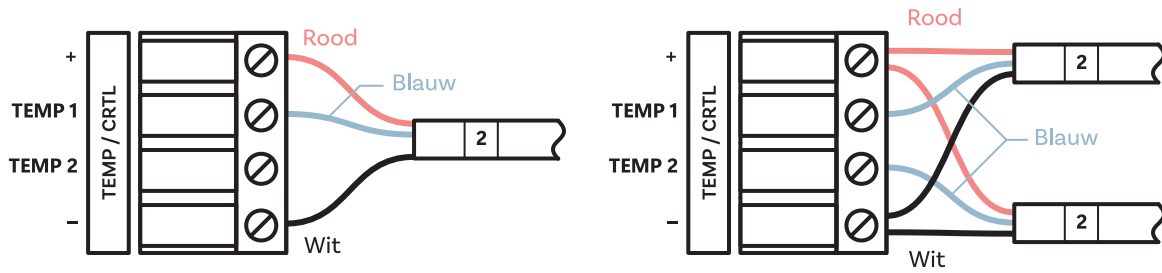 Rood
+
TEMP 1
TEMP 2
−
TEMP / CRTL
Blauw
2
Wit
Rood
+
TEMP 1
TEMP 2
−
TEMP / CRTL
2
Blauw
2
Wit